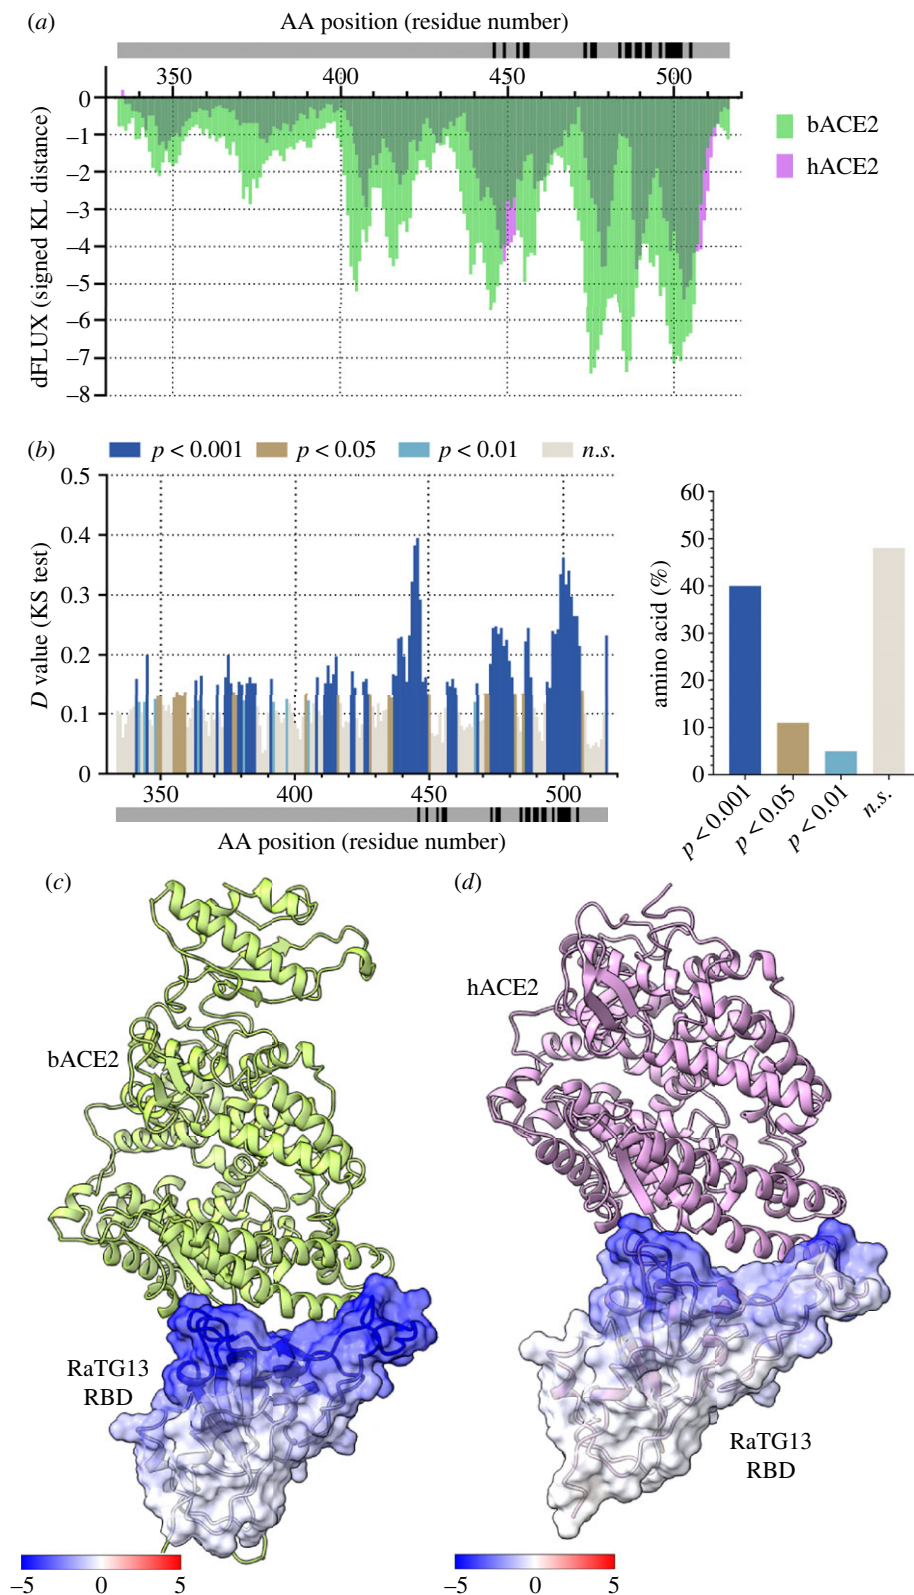 (a)
AA position (residue number)
350 400 450 500
0
−1
−2
−3
−4
−5
−6
−7
−8
dFLUX (signed KL distance)
bACE2
hACE2
(b)
p < 0.001 p < 0.05 p < 0.01 n.s.
0.5
0.4
0.3
0.2
0.1
0
D value (KS test)
350 400 450 500
AA position (residue number)
60
50
40
30
20
10
0
amino acid (%)
p < 0.001
p < 0.05
p < 0.01
n.s.
(c)
bACE2
RaTG13
RBD
−5 0 5
(d)
hACE2
RaTG13
RBD
−5 0 5